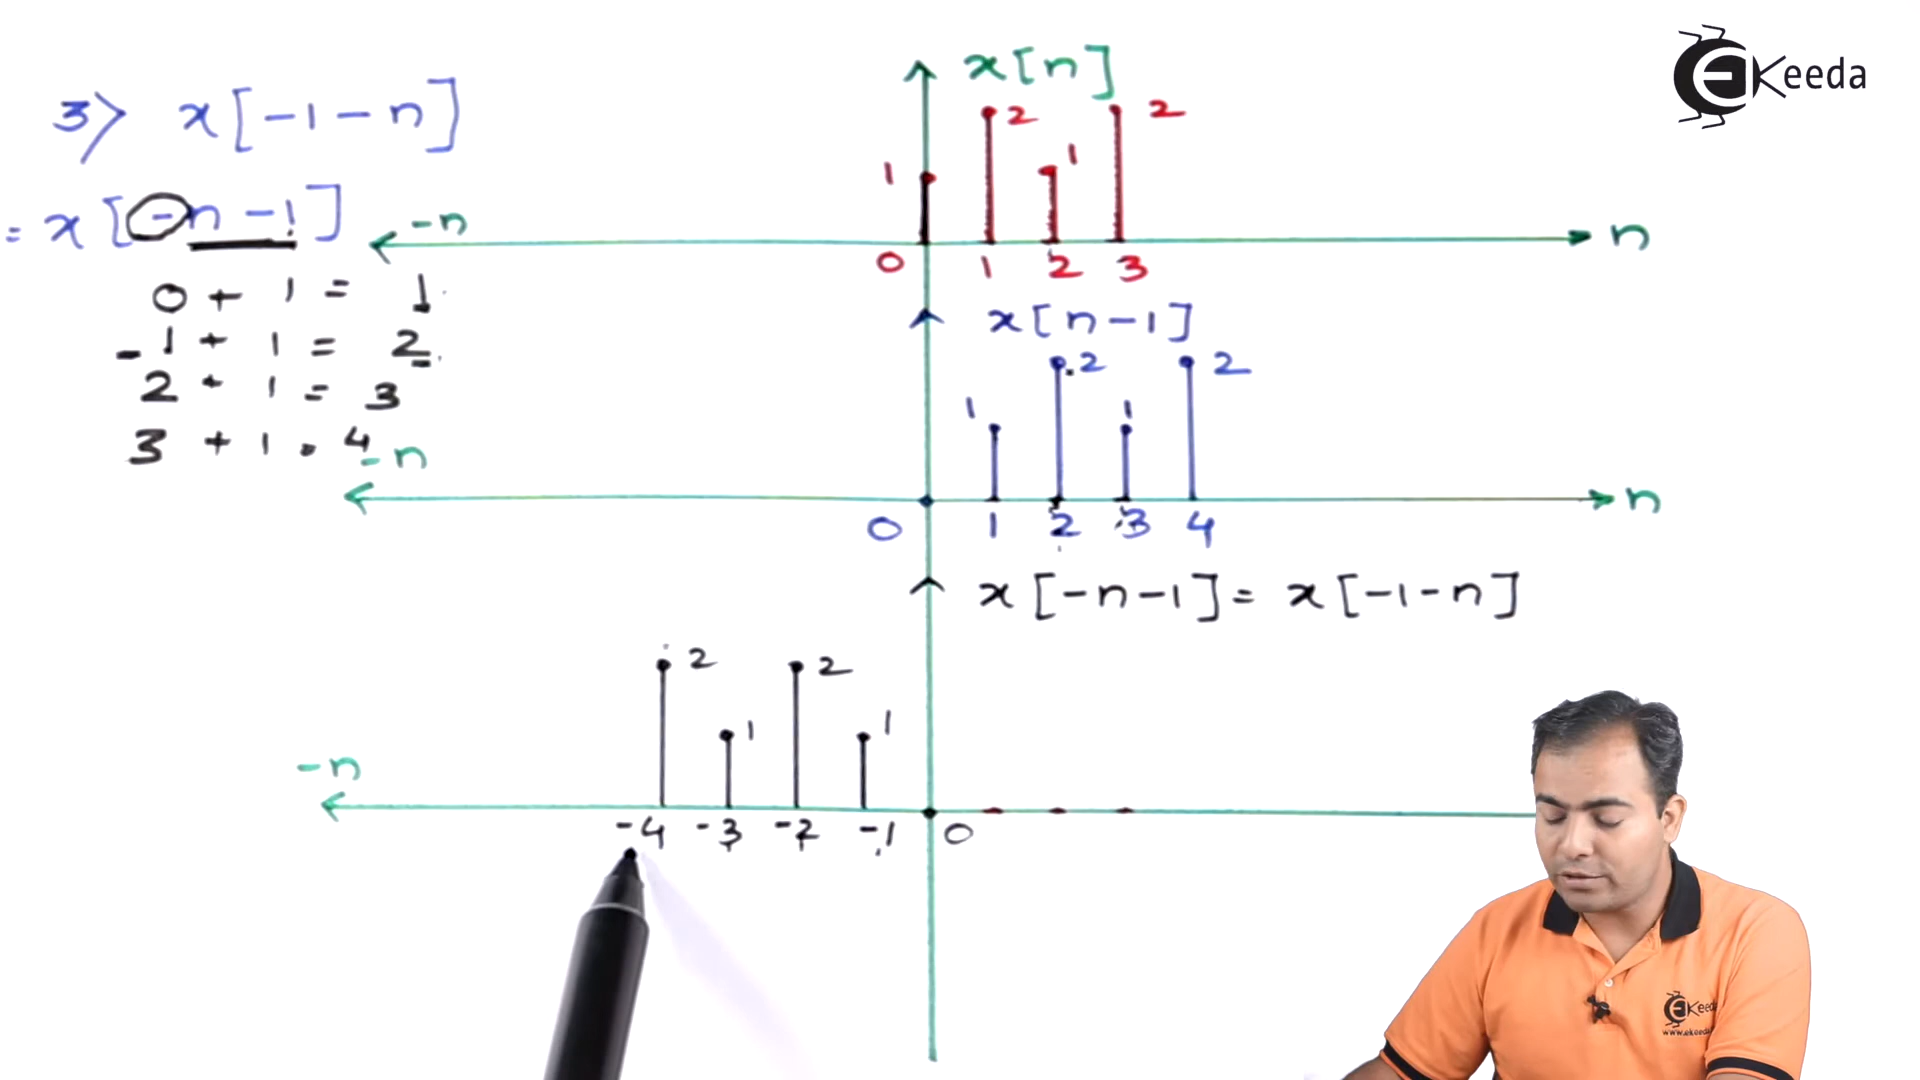 3> x[-1-n]
= x[-n-1]
0 + 1 = 1
-1 + 1 = 2
2 + 1 = 3
3 + 1 . 4
x[n]
1
2
1
2
-n
n
0 1 2 3
x[n-1]
1
.2
1
2
-n
n
0 1 2 3 4
x[-n-1] = x[-1-n]
2
1
2
1
-n
-4 -3 -2 -1 0
EKeeda
EKeeda